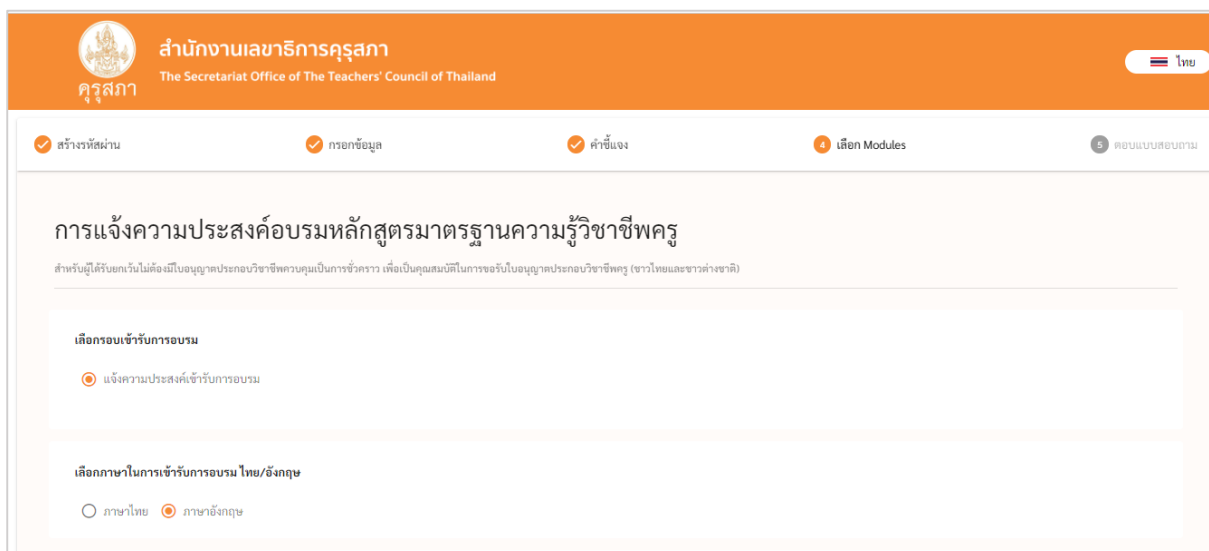 สำนักงานเลขาธิการคุรุสภา
The Secretariat Office of The Teachers' Council of Thailand
คุรุสภา
ไทย
สร้างรหัสผ่าน
กรอกข้อมูล
คำชี้แจง
4 เลือก Modules
5 ตอบแบบสอบถาม
การแจ้งความประสงค์อบรมหลักสูตรมาตรฐานความรู้วิชาชีพครู
สำหรับผู้ได้รับยกเว้นไม่ต้องมีใบอนุญาตประกอบวิชาชีพควบคุมเป็นการชั่วคราว เพื่อเป็นคุณสมบัติในการขอรับใบอนุญาตประกอบวิชาชีพครู (ชาวไทยและชาวต่างชาติ)
เลือกรอบเข้ารับการอบรม
แจ้งความประสงค์เข้ารับการอบรม
เลือกภาษาในการเข้ารับการอบรม ไทย/อังกฤษ
ภาษาไทย ภาษาอังกฤษ